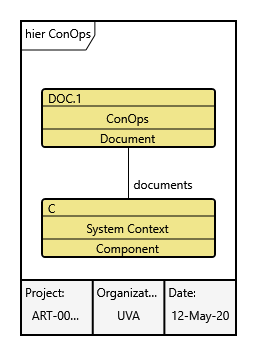 hier ConOps
DOC.1
ConOps
Document
documents
C
System Context
Component
Project:
ART-00...
Organizat...
UVA
Date:
12-May-20